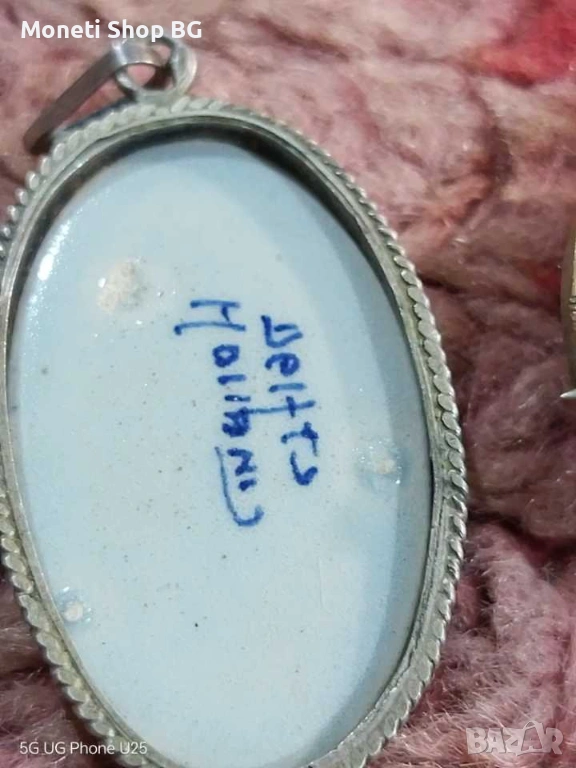 Moneti Shop BG
Delfts
Holland
5G UG Phone U25
BAZAR